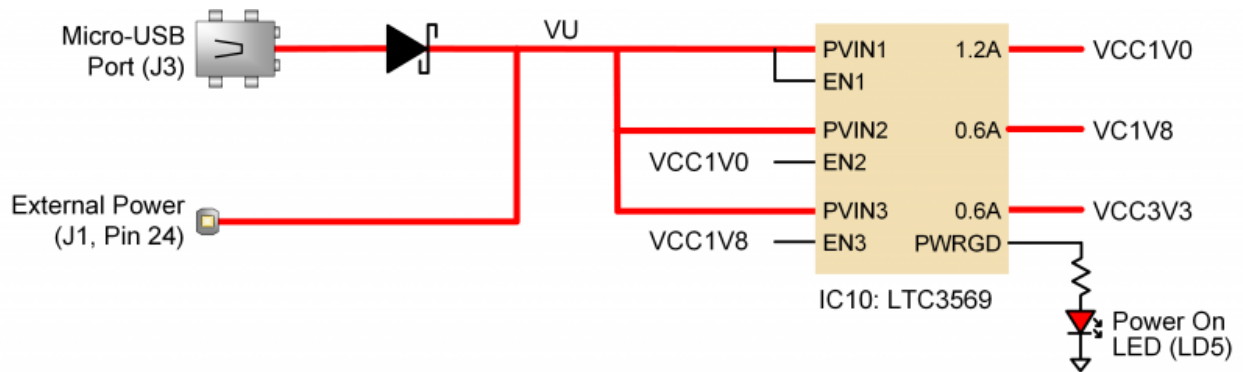 Micro-USB
Port (J3)
VU
External Power
(J1, Pin 24)
PVIN1 1.2A VCC1V0
EN1
PVIN2 0.6A VC1V8
VCC1V0 EN2
PVIN3 0.6A VCC3V3
VCC1V8 EN3 PWRGD
IC10: LTC3569
Power On
LED (LD5)